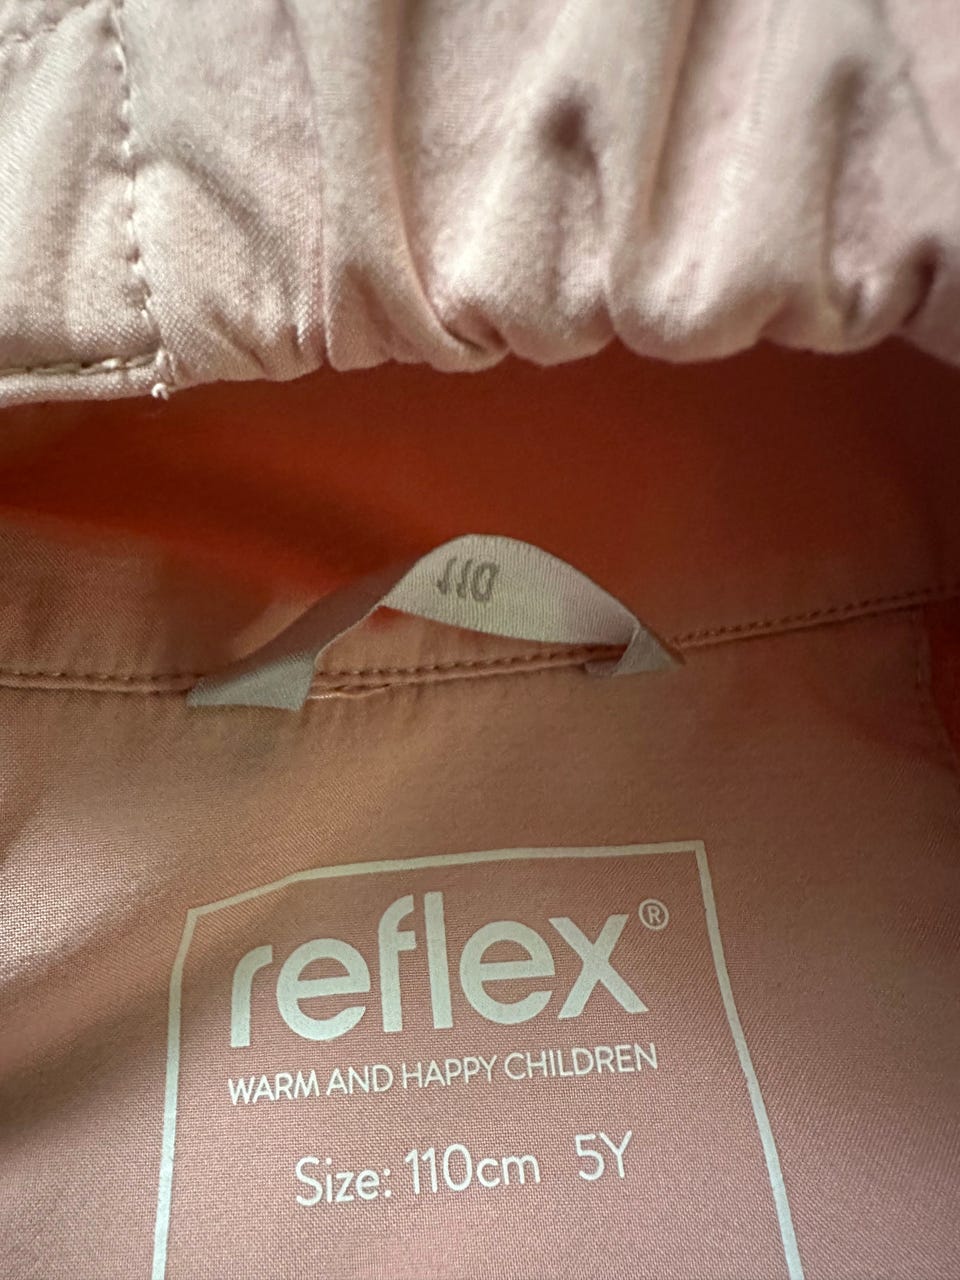 110
reflex®
WARM AND HAPPY CHILDREN
Size: 110cm 5Y